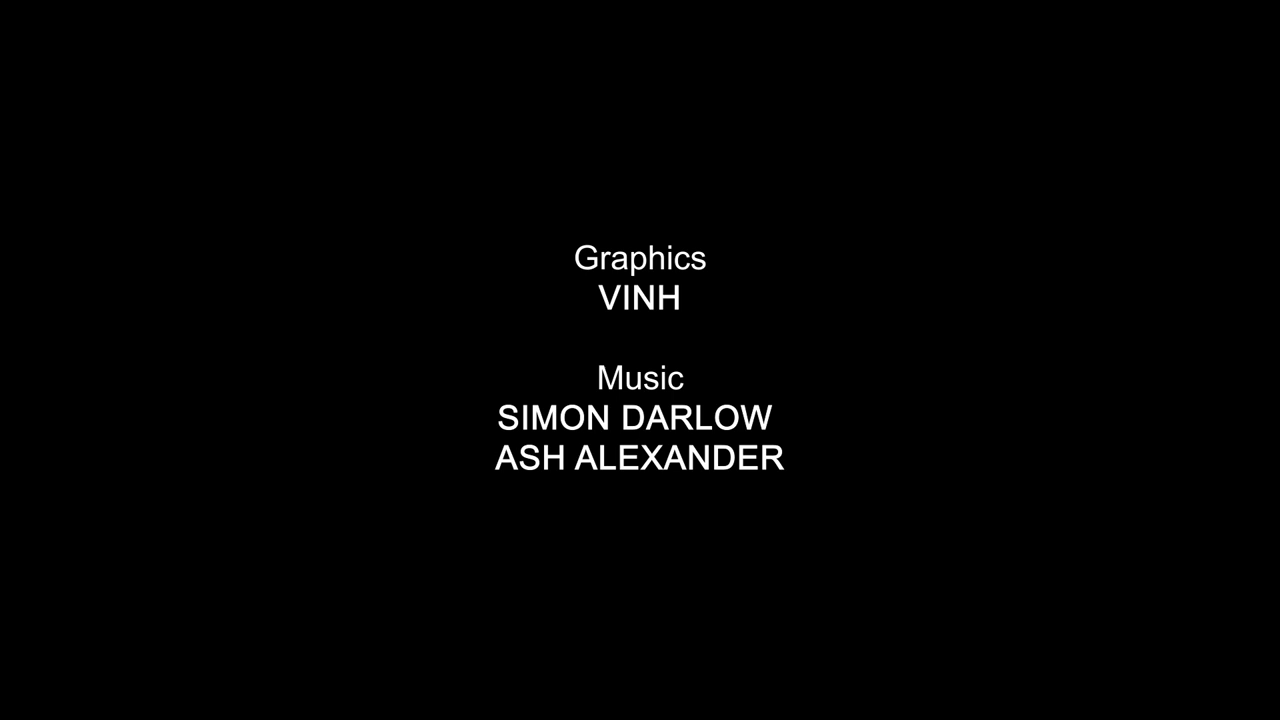 Graphics
VINH
Music
SIMON DARLOW
ASH ALEXANDER